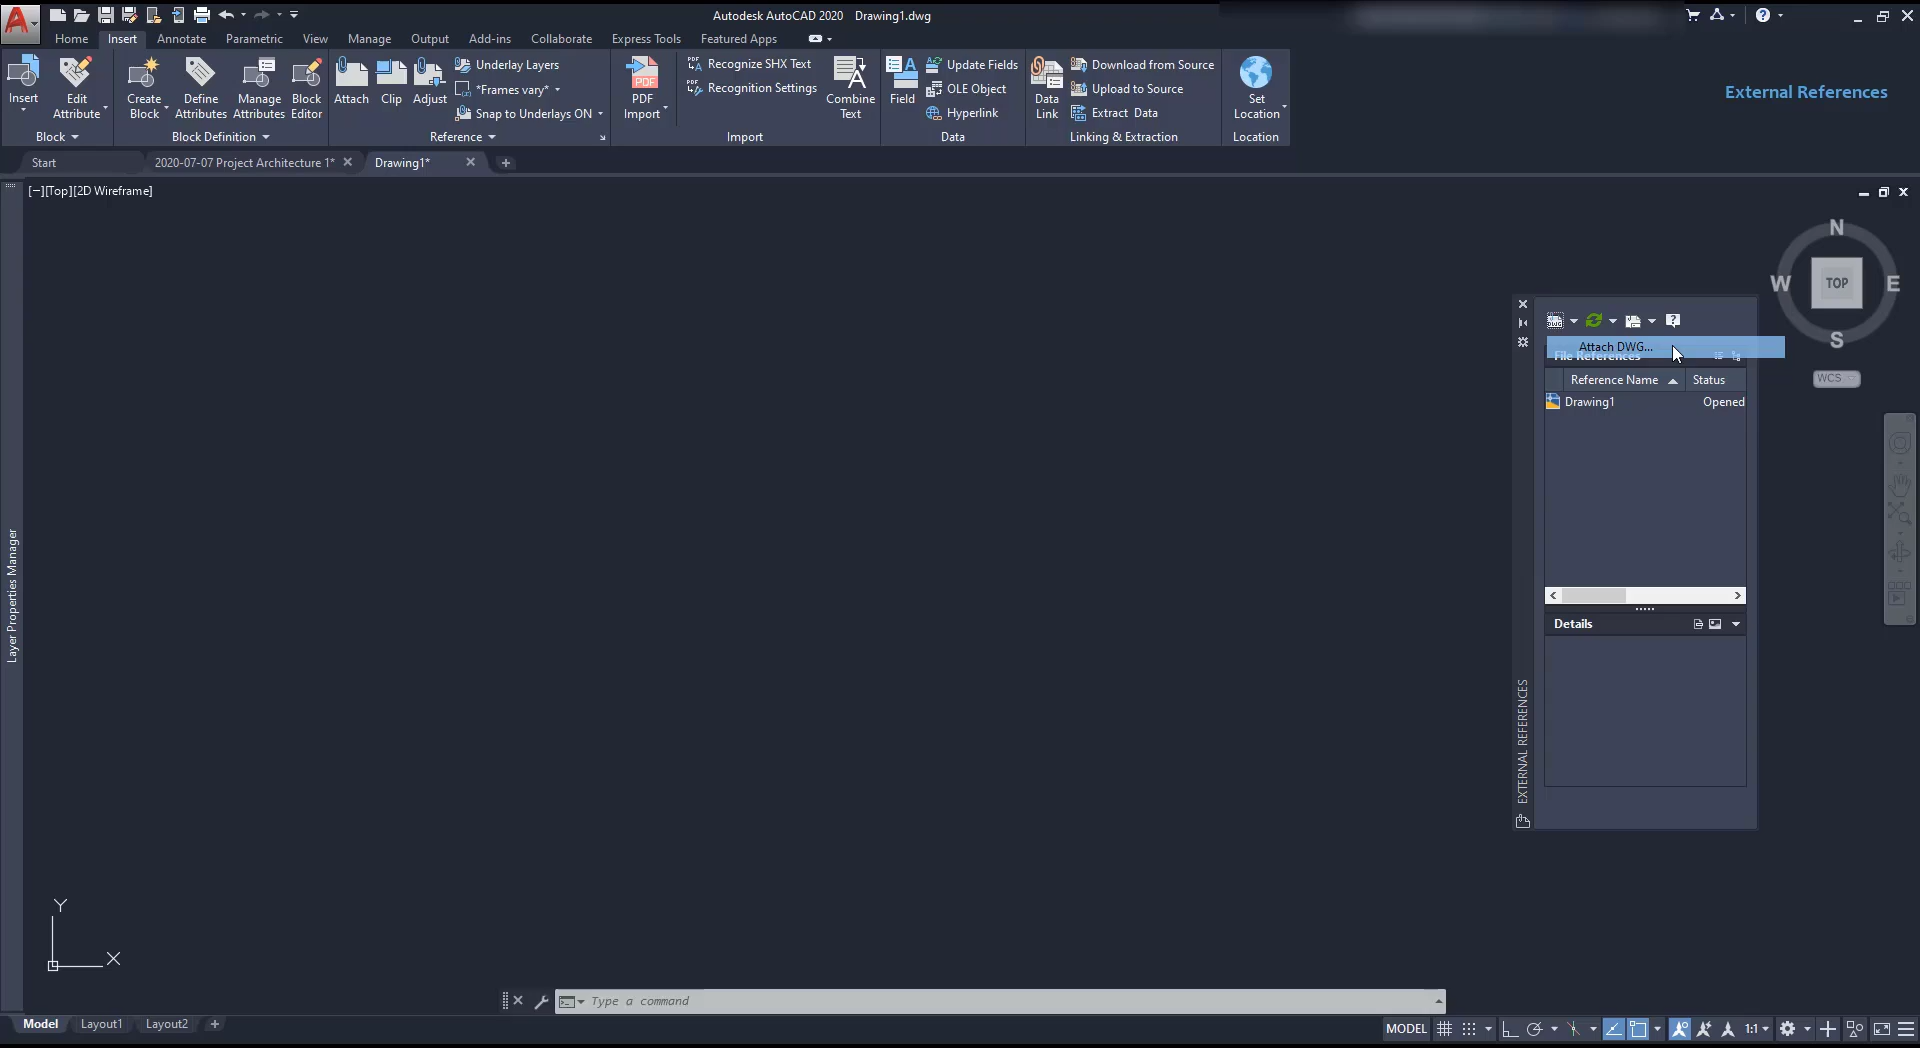 Autodesk AutoCAD 2020 Drawing1.dwg
Home Insert Annotate Parametric View Manage Output Add-ins Collaborate Express Tools Featured Apps
Insert
Edit
Attribute
Block
Create
Block
Define
Attributes
Manage
Attributes
Block
Editor
Block Definition
Attach
Clip
Adjust
Underlay Layers
*Frames vary*
Snap to Underlays ON
Reference
PDF
PDF
Import
PDF Recognize SHX Text
PDF Recognition Settings
Combine
Text
Import
Field
Update Fields
OLE Object
Hyperlink
Data
Data
Link
Download from Source
Upload to Source
Extract Data
Linking & Extraction
Set
Location
Location
External References
Start
2020-07-07 Project Architecture 1*
Drawing1*
[−][Top][2D Wireframe]
N
W TOP E
S
WCS
Attach DWG...
File References
Reference Name Status
Drawing1 Opened
Details
EXTERNAL REFERENCES
Layer Properties Manager
Y
X
Type a command
Model Layout1 Layout2
MODEL
1:1